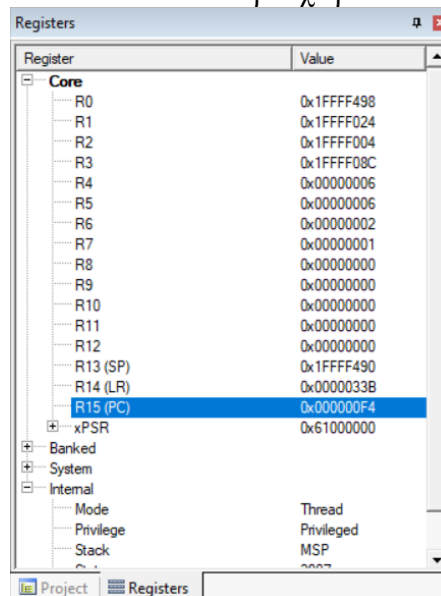 Registers
Register Value
Core
R0 0x1FFFF498
R1 0x1FFFF024
R2 0x1FFFF004
R3 0x1FFFF08C
R4 0x00000006
R5 0x00000006
R6 0x00000002
R7 0x00000001
R8 0x00000000
R9 0x00000000
R10 0x00000000
R11 0x00000000
R12 0x00000000
R13 (SP) 0x1FFFF490
R14 (LR) 0x0000033B
R15 (PC) 0x000000F4
xPSR 0x61000000
Banked
System
Internal
Mode Thread
Privilege Privileged
Stack MSP
Project Registers